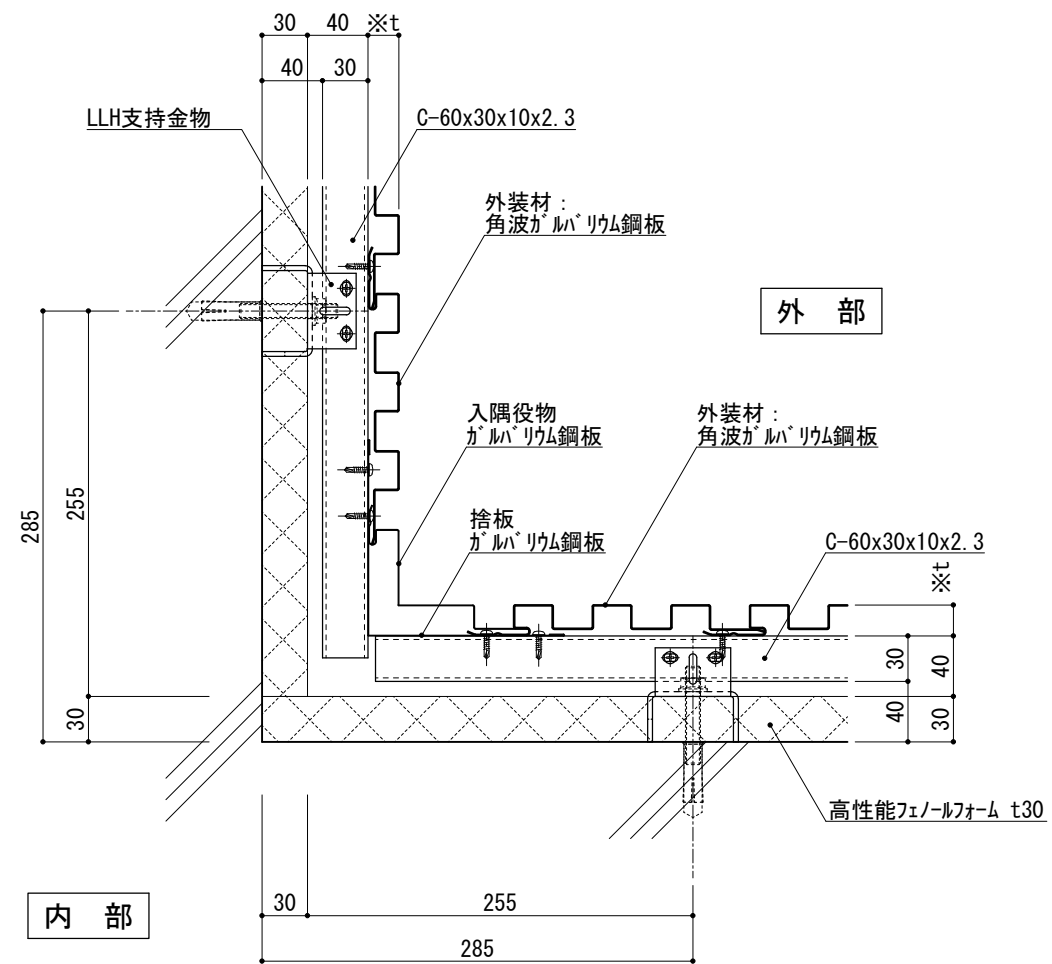 30 40 ※t
40 30
LLH支持金物
C-60x30x10x2.3
外装材：
角波ｶﾞﾙﾊﾞﾘｳﾑ鋼板
外 部
入隅役物
ｶﾞﾙﾊﾞﾘｳﾑ鋼板
外装材：
角波ｶﾞﾙﾊﾞﾘｳﾑ鋼板
捨板
ｶﾞﾙﾊﾞﾘｳﾑ鋼板
C-60x30x10x2.3
※t
285
255
30
30
40
40
30
高性能ﾌｪﾉｰﾙﾌｫｰﾑ t30
内 部
30 255
285